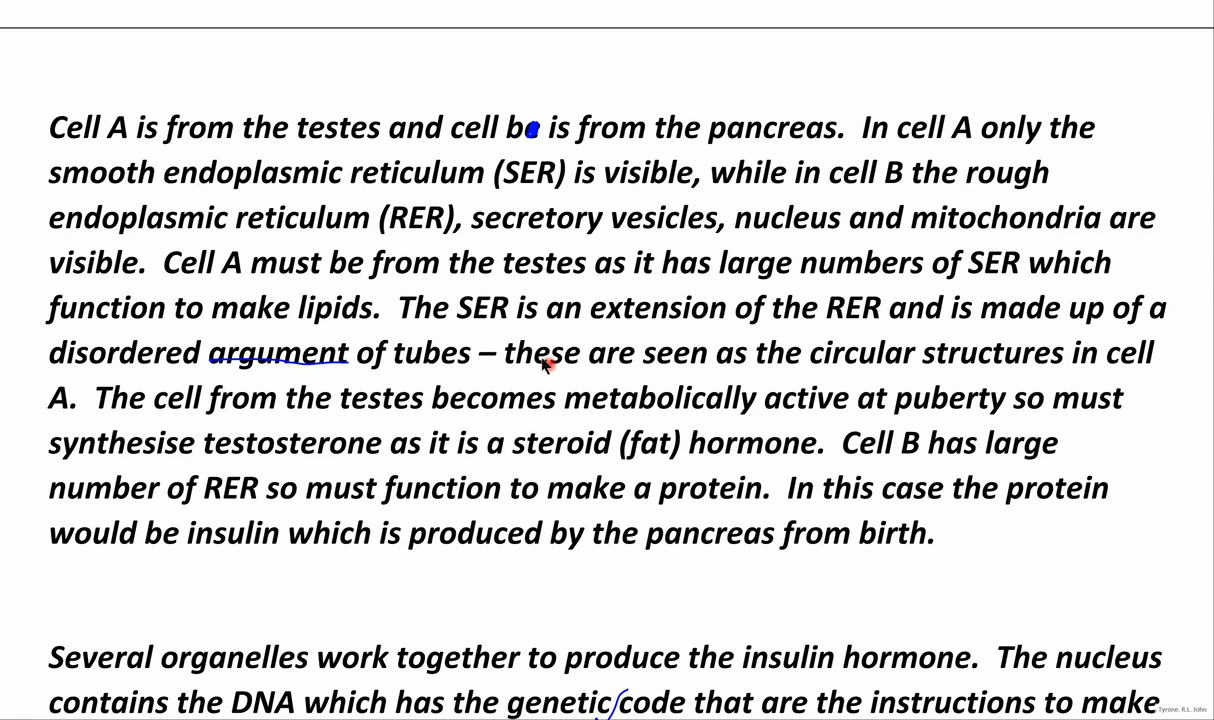 Cell A is from the testes and cell be is from the pancreas.  In cell A only the
smooth endoplasmic reticulum (SER) is visible, while in cell B the rough
endoplasmic reticulum (RER), secretory vesicles, nucleus and mitochondria are
visible.  Cell A must be from the testes as it has large numbers of SER which
function to make lipids.  The SER is an extension of the RER and is made up of a
disordered argument of tubes – these are seen as the circular structures in cell
A.  The cell from the testes becomes metabolically active at puberty so must
synthesise testosterone as it is a steroid (fat) hormone.  Cell B has large
number of RER so must function to make a protein.  In this case the protein
would be insulin which is produced by the pancreas from birth.
Several organelles work together to produce the insulin hormone.  The nucleus
contains the DNA which has the genetic code that are the instructions to make
Tyrone. R.L. John